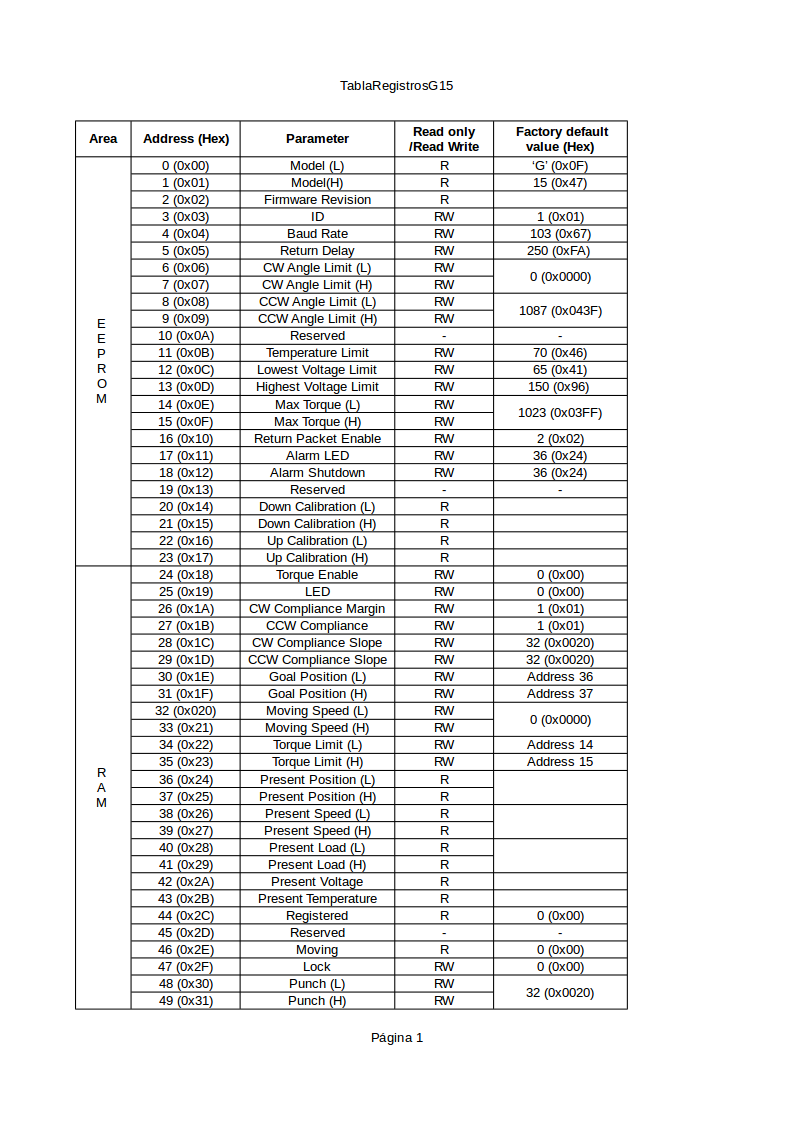 TablaRegistrosG15
Area Address (Hex) Parameter Read only /Read Write Factory default value (Hex)
EEPROM
0 (0x00) Model (L) R ‘G’ (0x0F)
1 (0x01) Model(H) R 15 (0x47)
2 (0x02) Firmware Revision R
3 (0x03) ID RW 1 (0x01)
4 (0x04) Baud Rate RW 103 (0x67)
5 (0x05) Return Delay RW 250 (0xFA)
6 (0x06) CW Angle Limit (L) RW 0 (0x0000)
7 (0x07) CW Angle Limit (H) RW
8 (0x08) CCW Angle Limit (L) RW 1087 (0x043F)
9 (0x09) CCW Angle Limit (H) RW
10 (0x0A) Reserved - -
11 (0x0B) Temperature Limit RW 70 (0x46)
12 (0x0C) Lowest Voltage Limit RW 65 (0x41)
13 (0x0D) Highest Voltage Limit RW 150 (0x96)
14 (0x0E) Max Torque (L) RW 1023 (0x03FF)
15 (0x0F) Max Torque (H) RW
16 (0x10) Return Packet Enable RW 2 (0x02)
17 (0x11) Alarm LED RW 36 (0x24)
18 (0x12) Alarm Shutdown RW 36 (0x24)
19 (0x13) Reserved - -
20 (0x14) Down Calibration (L) R
21 (0x15) Down Calibration (H) R
22 (0x16) Up Calibration (L) R
23 (0x17) Up Calibration (H) R
RAM
24 (0x18) Torque Enable RW 0 (0x00)
25 (0x19) LED RW 0 (0x00)
26 (0x1A) CW Compliance Margin RW 1 (0x01)
27 (0x1B) CCW Compliance RW 1 (0x01)
28 (0x1C) CW Compliance Slope RW 32 (0x0020)
29 (0x1D) CCW Compliance Slope RW 32 (0x0020)
30 (0x1E) Goal Position (L) RW Address 36
31 (0x1F) Goal Position (H) RW Address 37
32 (0x020) Moving Speed (L) RW 0 (0x0000)
33 (0x21) Moving Speed (H) RW
34 (0x22) Torque Limit (L) RW Address 14
35 (0x23) Torque Limit (H) RW Address 15
36 (0x24) Present Position (L) R
37 (0x25) Present Position (H) R
38 (0x26) Present Speed (L) R
39 (0x27) Present Speed (H) R
40 (0x28) Present Load (L) R
41 (0x29) Present Load (H) R
42 (0x2A) Present Voltage R
43 (0x2B) Present Temperature R
44 (0x2C) Registered R 0 (0x00)
45 (0x2D) Reserved - -
46 (0x2E) Moving R 0 (0x00)
47 (0x2F) Lock RW 0 (0x00)
48 (0x30) Punch (L) RW 32 (0x0020)
49 (0x31) Punch (H) RW
Página 1